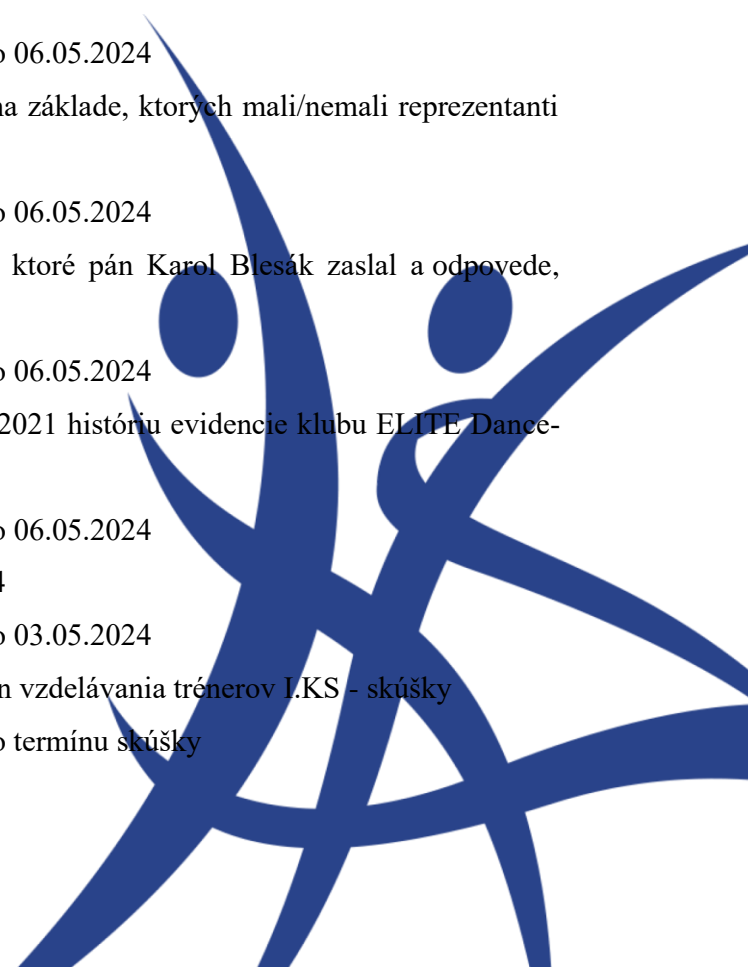 o 06.05.2024
na základe, ktorých mali/nemali reprezentanti
o 06.05.2024
ktoré pán Karol Blesák zaslal a odpovede,
o 06.05.2024
2021 históriu evidencie klubu ELITE Dance-
o 06.05.2024
4
o 03.05.2024
n vzdelávania trénerov I.KS - skúšky
o termínu skúšky